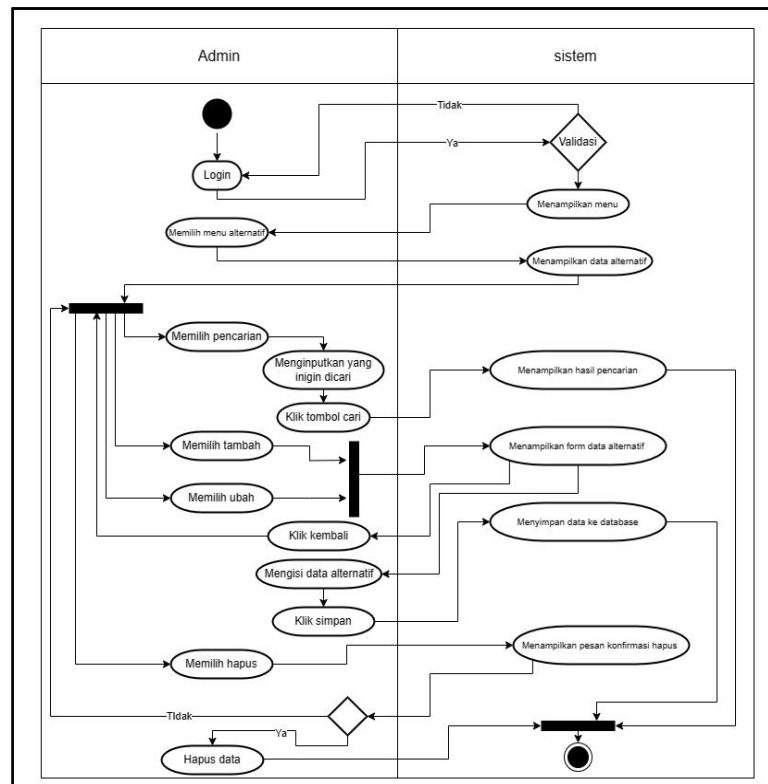 Admin
sistem
Tidak
Ya
Validasi
Login
Menampilkan menu
Memilih menu alternatif
Menampilkan data alternatif
Memilih pencarian
Menginputkan yang
inigin dicari
Menampilkan hasil pencarian
Klik tombol cari
Memilih tambah
Menampilkan form data alternatif
Memilih ubah
Menyimpan data ke database
Klik kembali
Mengisi data alternatif
Klik simpan
Menampilkan pesan konfirmasi hapus
Memilih hapus
TIdak
Ya
Hapus data